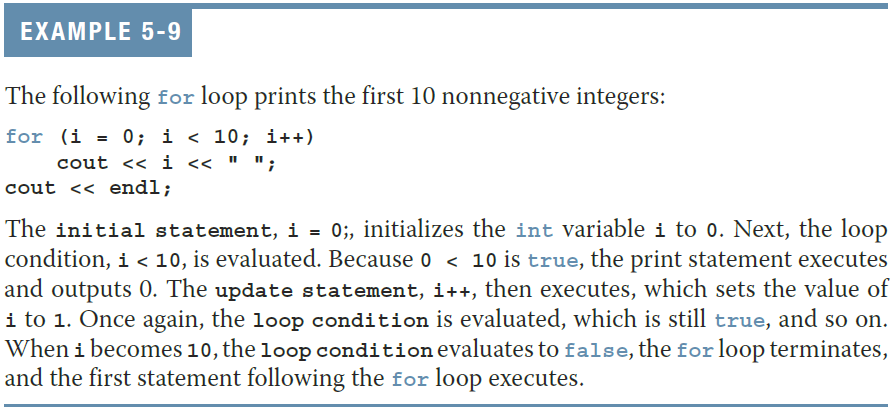 EXAMPLE 5-9
The following for loop prints the first 10 nonnegative integers:
for (i = 0; i < 10; i++)
    cout << i << " ";
cout << endl;
The initial statement, i = 0;, initializes the int variable i to 0. Next, the loop
condition, i < 10, is evaluated. Because 0 < 10 is true, the print statement executes
and outputs 0. The update statement, i++, then executes, which sets the value of
i to 1. Once again, the loop condition is evaluated, which is still true, and so on.
When i becomes 10, the loop condition evaluates to false, the for loop terminates,
and the first statement following the for loop executes.